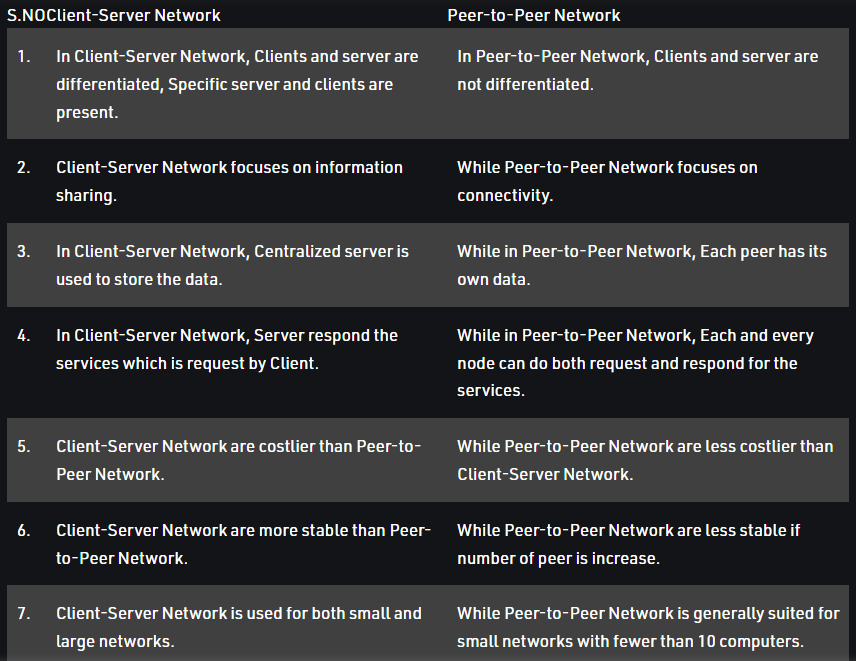 S.NOClient-Server Network Peer-to-Peer Network
1. In Client-Server Network, Clients and server are
differentiated, Specific server and clients are
present.
In Peer-to-Peer Network, Clients and server are
not differentiated.
2. Client-Server Network focuses on information
sharing.
While Peer-to-Peer Network focuses on
connectivity.
3. In Client-Server Network, Centralized server is
used to store the data.
While in Peer-to-Peer Network, Each peer has its
own data.
4. In Client-Server Network, Server respond the
services which is request by Client.
While in Peer-to-Peer Network, Each and every
node can do both request and respond for the
services.
5. Client-Server Network are costlier than Peer-to-
Peer Network.
While Peer-to-Peer Network are less costlier than
Client-Server Network.
6. Client-Server Network are more stable than Peer-
to-Peer Network.
While Peer-to-Peer Network are less stable if
number of peer is increase.
7. Client-Server Network is used for both small and
large networks.
While Peer-to-Peer Network is generally suited for
small networks with fewer than 10 computers.